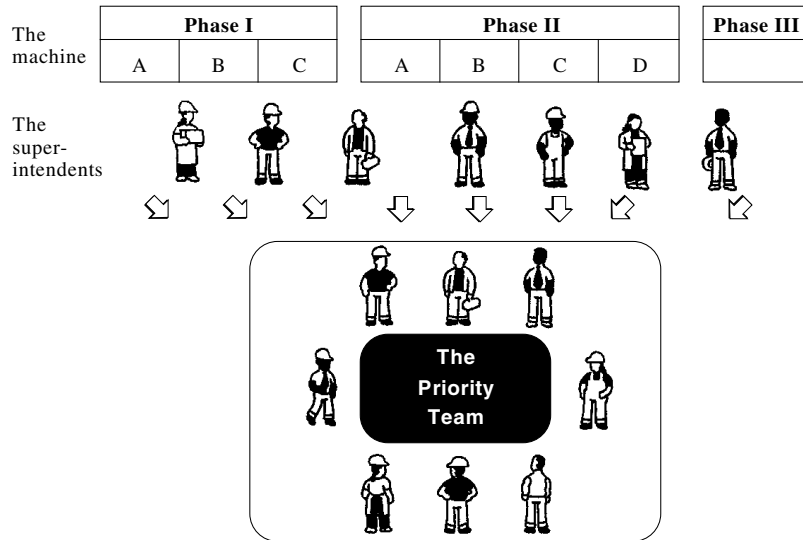 The
machine
Phase I
Phase II
Phase III
A B C A B C D
The
super-
intendents
The
Priority
Team